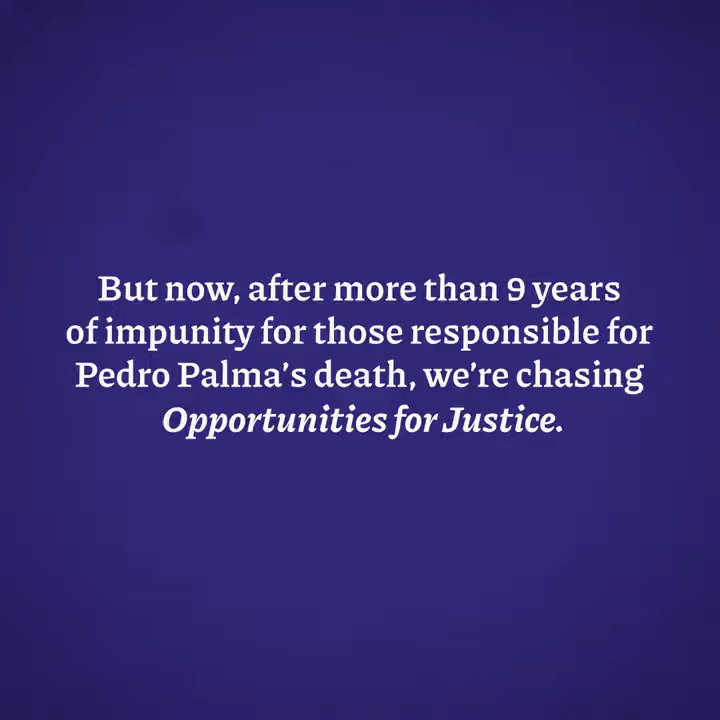 But now, after more than 9 years
of impunity for those responsible for
Pedro Palma’s death, we’re chasing
Opportunities for Justice.